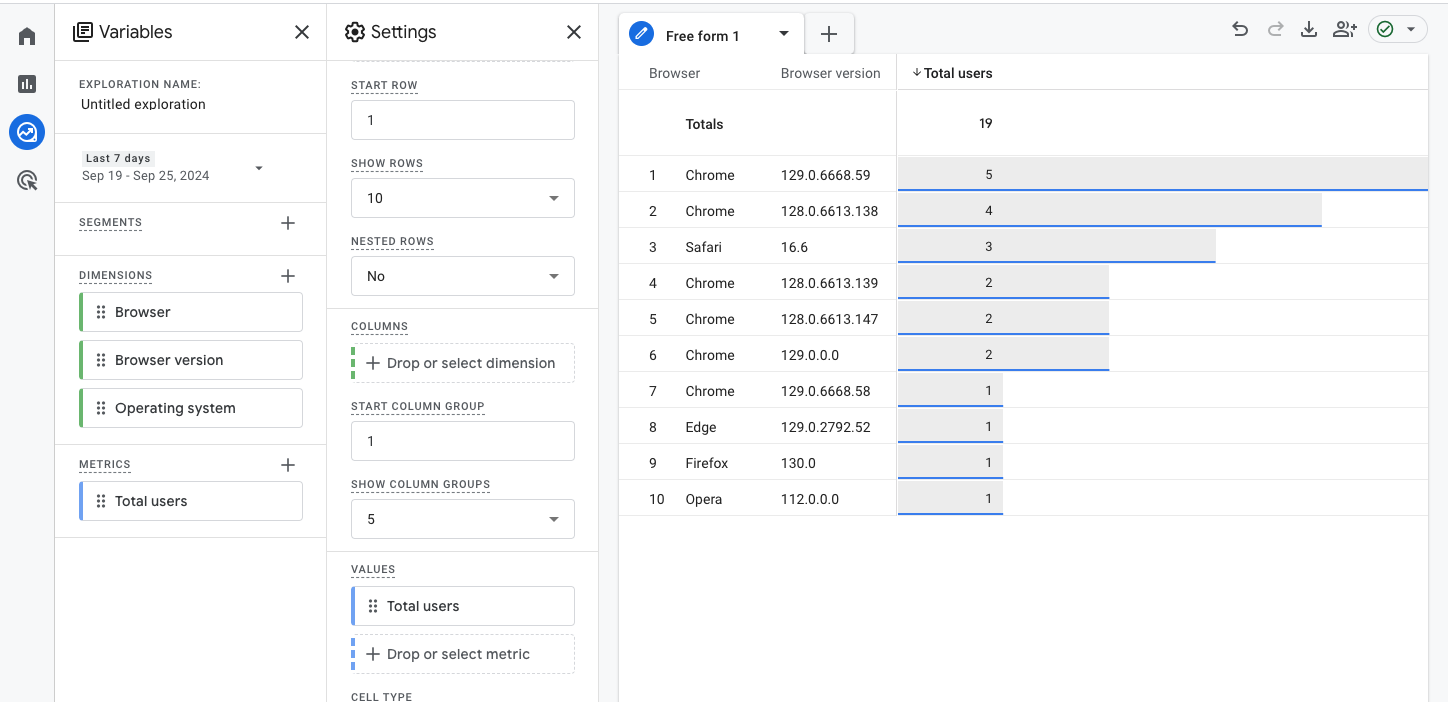 Variables
EXPLORATION NAME:
Untitled exploration
Last 7 days
Sep 19 - Sep 25, 2024
SEGMENTS
DIMENSIONS
Browser
Browser version
Operating system
METRICS
Total users
Settings
START ROW
1
SHOW ROWS
10
NESTED ROWS
No
COLUMNS
Drop or select dimension
START COLUMN GROUP
1
SHOW COLUMN GROUPS
5
VALUES
Total users
Drop or select metric
CELL TYPE
Free form 1
Browser Browser version Total users
Totals 19
1 Chrome 129.0.6668.59 5
2 Chrome 128.0.6613.138 4
3 Safari 16.6 3
4 Chrome 128.0.6613.139 2
5 Chrome 128.0.6613.147 2
6 Chrome 129.0.0.0 2
7 Chrome 129.0.6668.58 1
8 Edge 129.0.2792.52 1
9 Firefox 130.0 1
10 Opera 112.0.0.0 1